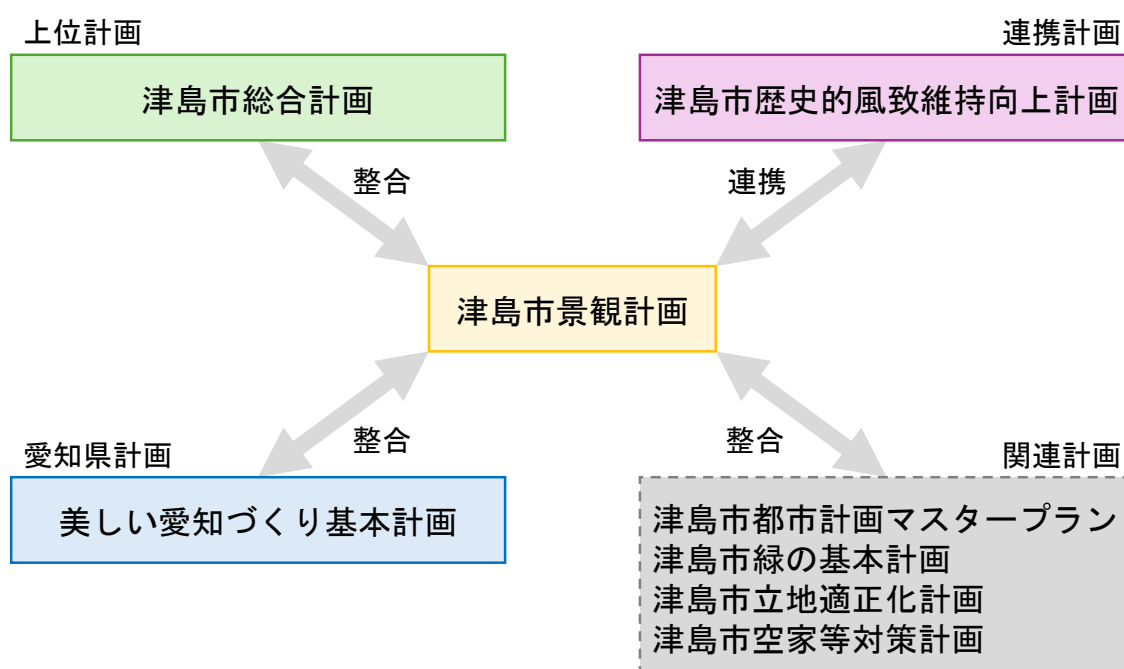 上位計画
連携計画
津島市総合計画
津島市歴史的風致維持向上計画
整合
連携
津島市景観計画
整合
整合
愛知県計画
関連計画
美しい愛知づくり基本計画
津島市都市計画マスタープラン
津島市緑の基本計画
津島市立地適正化計画
津島市空家等対策計画